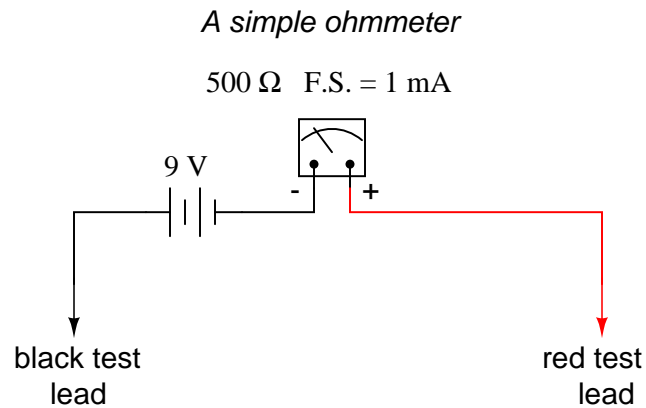 A simple ohmmeter
500 Ω F.S. = 1 mA
9 V
- +
black test
lead
red test
lead